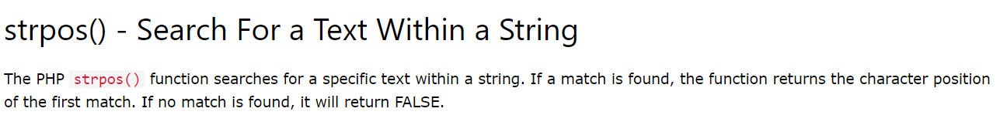 strpos() - Search For a Text Within a String
The PHP strpos() function searches for a specific text within a string. If a match is found, the function returns the character position
of the first match. If no match is found, it will return FALSE.